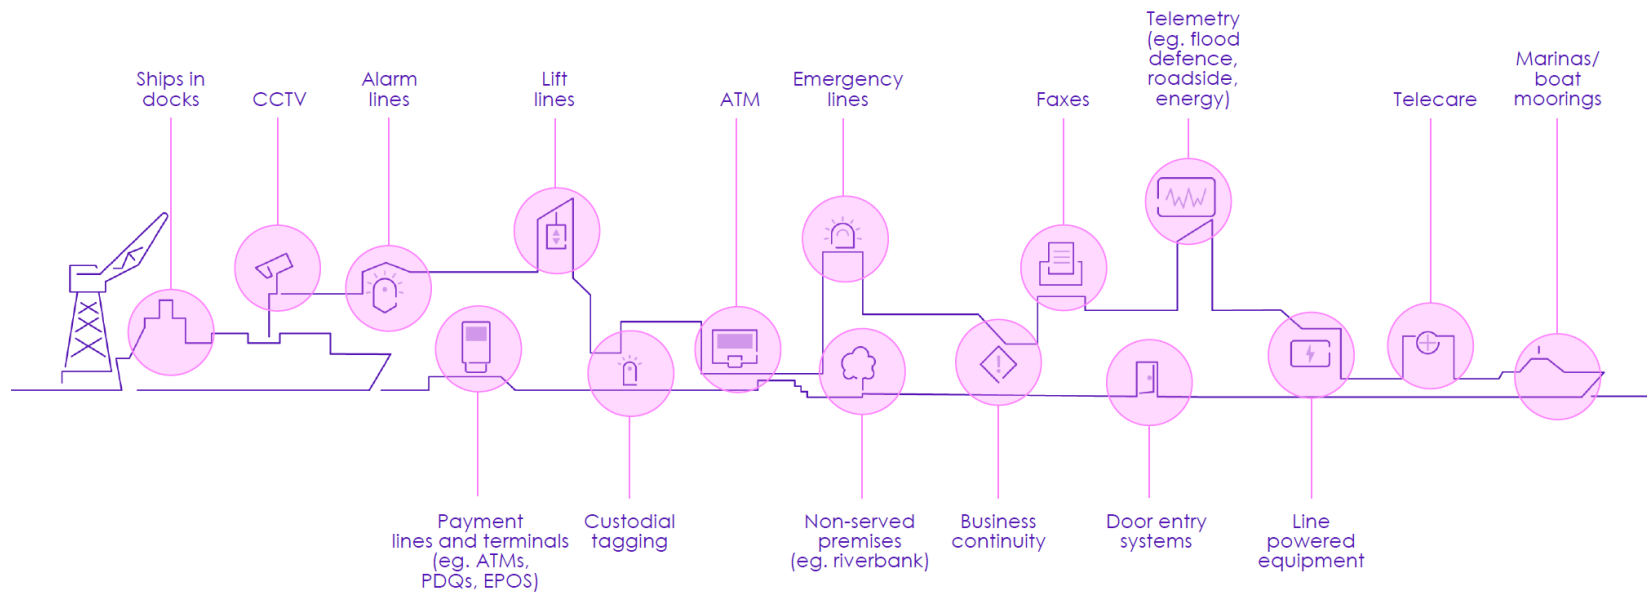 Ships in
docks
CCTV
Alarm
lines
Lift
lines
ATM
Emergency
lines
Faxes
Telemetry
(eg. flood
defence,
roadside,
energy)
Telecare
Marinas/
boat
moorings
Payment
lines and terminals
(eg. ATMs,
PDQs, EPOS)
Custodial
tagging
Non-served
premises
(eg. riverbank)
Business
continuity
Door entry
systems
Line
powered
equipment